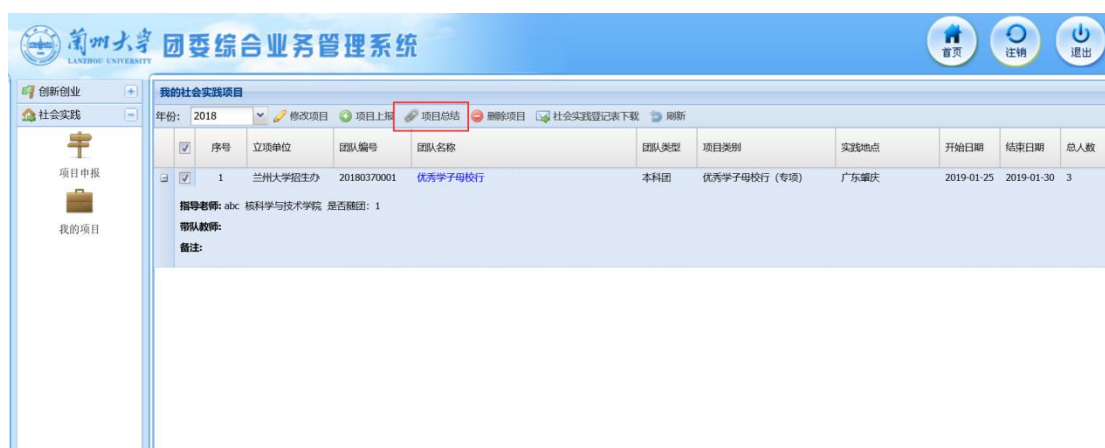 兰州大学 团委综合业务管理系统
LANZHOU UNIVERSITY
首页 注销 退出
创新创业
社会实践
项目申报
我的项目
我的社会实践项目
年份: 2018 修改项目 项目上报 项目总结 删除项目 社会实践登记表下载 刷新
序号 立项单位 团队编号 团队名称 团队类型 项目类别 实践地点 开始日期 结束日期 总人数
1 兰州大学招生办 20180370001 优秀学子母校行 本科团 优秀学子母校行（专项） 广东肇庆 2019-01-25 2019-01-30 3
指导老师: abc 核科学与技术学院 是否随团: 1
带队教师:
备注: